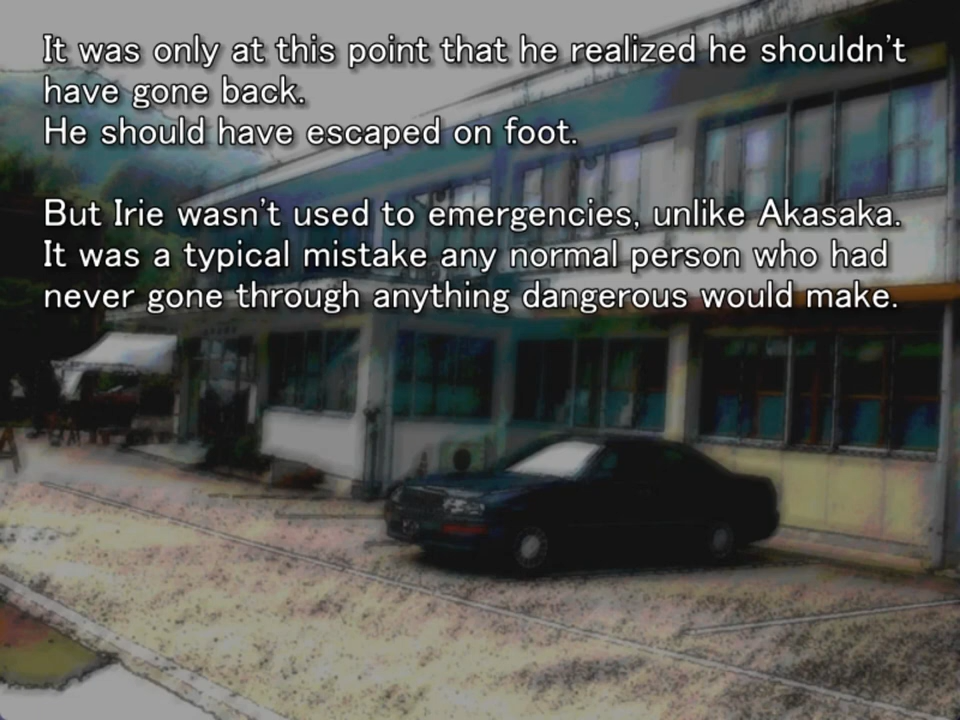 It was only at this point that he realized he shouldn't
have gone back.
He should have escaped on foot.
But Irie wasn't used to emergencies, unlike Akasaka.
It was a typical mistake any normal person who had
never gone through anything dangerous would make.